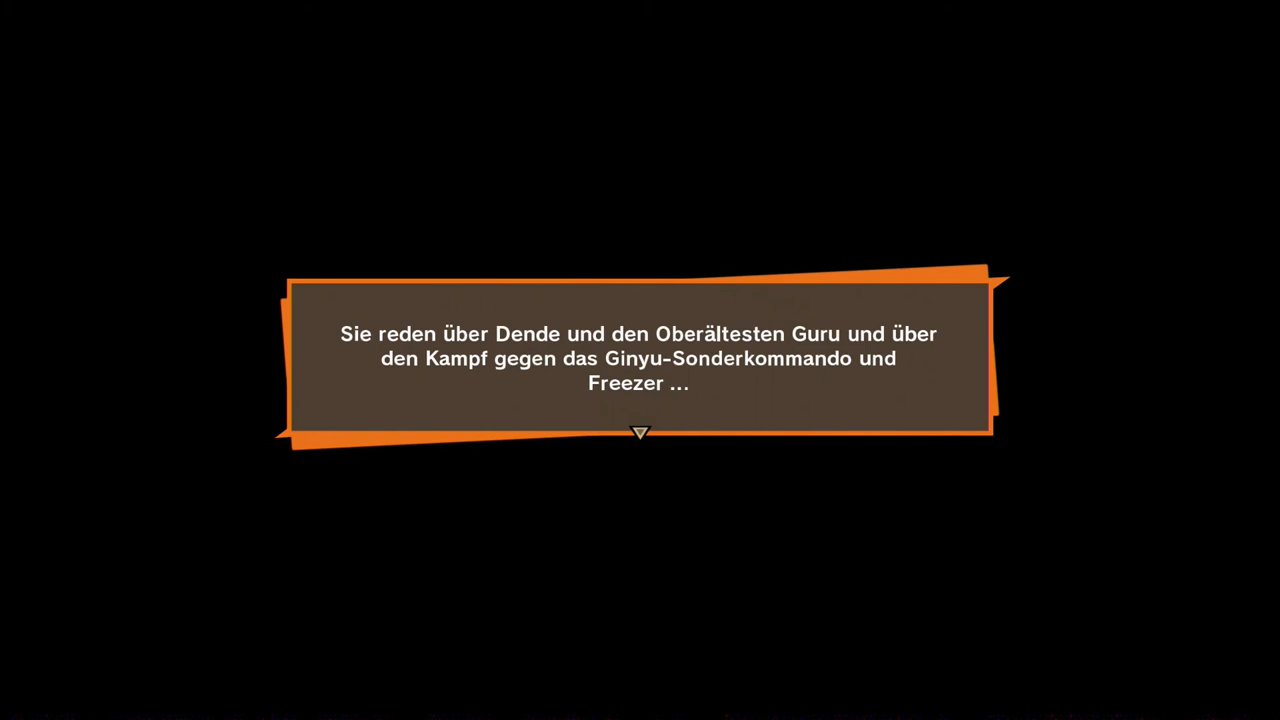 Sie reden über Dende und den Oberältesten Guru und über
den Kampf gegen das Ginyu-Sonderkommando und
Freezer ...